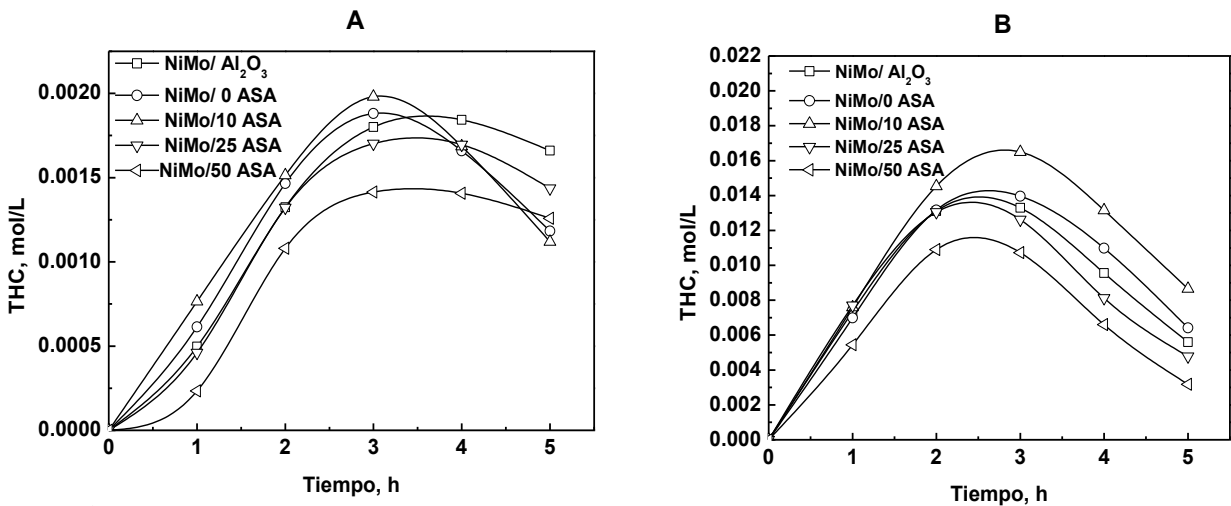 A
THC, mol/L
0.0020
0.0015
0.0010
0.0005
0.0000
NiMo/ Al2O3
NiMo/ 0 ASA
NiMo/10 ASA
NiMo/25 ASA
NiMo/50 ASA
0 1 2 3 4 5
Tiempo, h
B
THC, mol/L
0.022
0.020
0.018
0.016
0.014
0.012
0.010
0.008
0.006
0.004
0.002
0.000
NiMo/ Al2O3
NiMo/0 ASA
NiMo/10 ASA
NiMo/25 ASA
NiMo/50 ASA
0 1 2 3 4 5
Tiempo, h